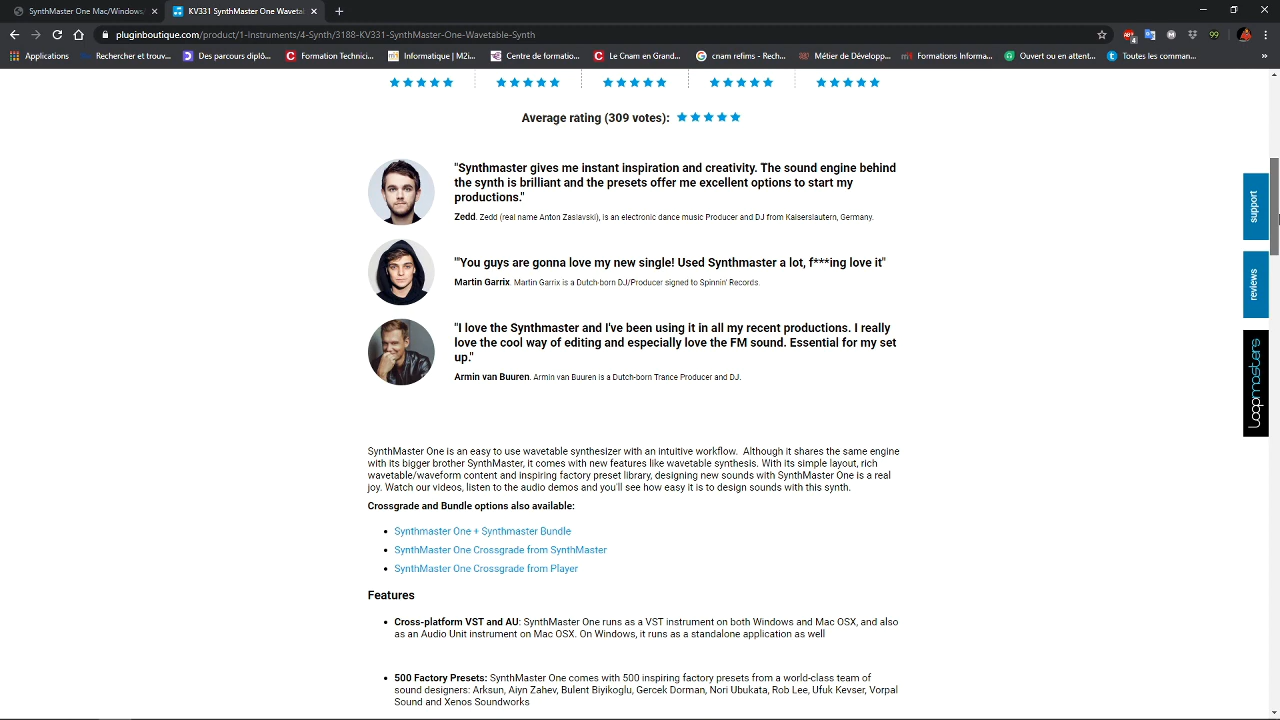 SynthMaster One Mac/Windows
KV331 SynthMaster One Wavetab
pluginboutique.com/product/1-Instruments/4-Synth/3188-KV331-SynthMaster-One-Wavetable-Synth
99
Applications
Rechercher et trouv...
Des parcours diplô...
Formation Technici...
Informatique | M2i...
Centre de formatio...
Le Cnam en Grand...
cnam refims - Rech...
Métier de Développ...
Formations Informa...
Ouvert ou en attent...
Toutes les comman...
Average rating (309 votes):
"Synthmaster gives me instant inspiration and creativity. The sound engine behind
the synth is brilliant and the presets offer me excellent options to start my
productions."
Zedd. Zedd (real name Anton Zaslavski), is an electronic dance music Producer and DJ from Kaiserslautern, Germany.
"'You guys are gonna love my new single! Used Synthmaster a lot, f***ing love it"
Martin Garrix. Martin Garrix is a Dutch-born DJ/Producer signed to Spinnin' Records.
"I love the Synthmaster and I've been using it in all my recent productions. I really
love the cool way of editing and especially love the FM sound. Essential for my set
up."
Armin van Buuren. Armin van Buuren is a Dutch-born Trance Producer and DJ.
support
reviews
Loopmasters
SynthMaster One is an easy to use wavetable synthesizer with an intuitive workflow. Although it shares the same engine
with its bigger brother SynthMaster, it comes with new features like wavetable synthesis. With its simple layout, rich
wavetable/waveform content and inspiring factory preset library, designing new sounds with SynthMaster One is a real
joy. Watch our videos, listen to the audio demos and you'll see how easy it is to design sounds with this synth.
Crossgrade and Bundle options also available:
Synthmaster One + Synthmaster Bundle
SynthMaster One Crossgrade from SynthMaster
SynthMaster One Crossgrade from Player
Features
Cross-platform VST and AU: SynthMaster One runs as a VST instrument on both Windows and Mac OSX, and also
as an Audio Unit instrument on Mac OSX. On Windows, it runs as a standalone application as well
500 Factory Presets: SynthMaster One comes with 500 inspiring factory presets from a world-class team of
sound designers: Arksun, Aiyn Zahev, Bulent Biyikoglu, Gercek Dorman, Nori Ubukata, Rob Lee, Ufuk Kevser, Vorpal
Sound and Xenos Soundworks